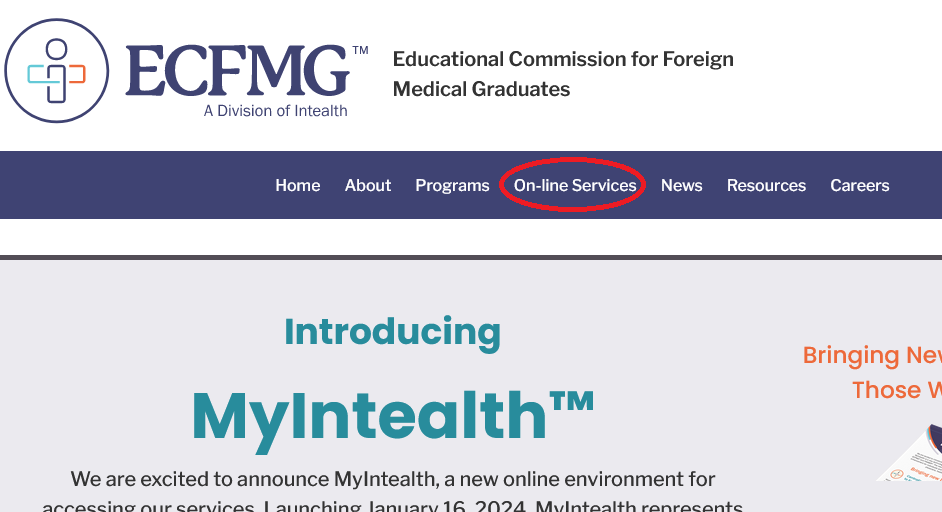 ECFMG™
A Division of Intealth
Educational Commission for Foreign
Medical Graduates
Home About Programs On-line Services News Resources Careers
Introducing
MyIntealth™
We are excited to announce MyIntealth, a new online environment for
accessing our services. Launching January 16, 2024, MyIntealth represents
Bringing New
Those W